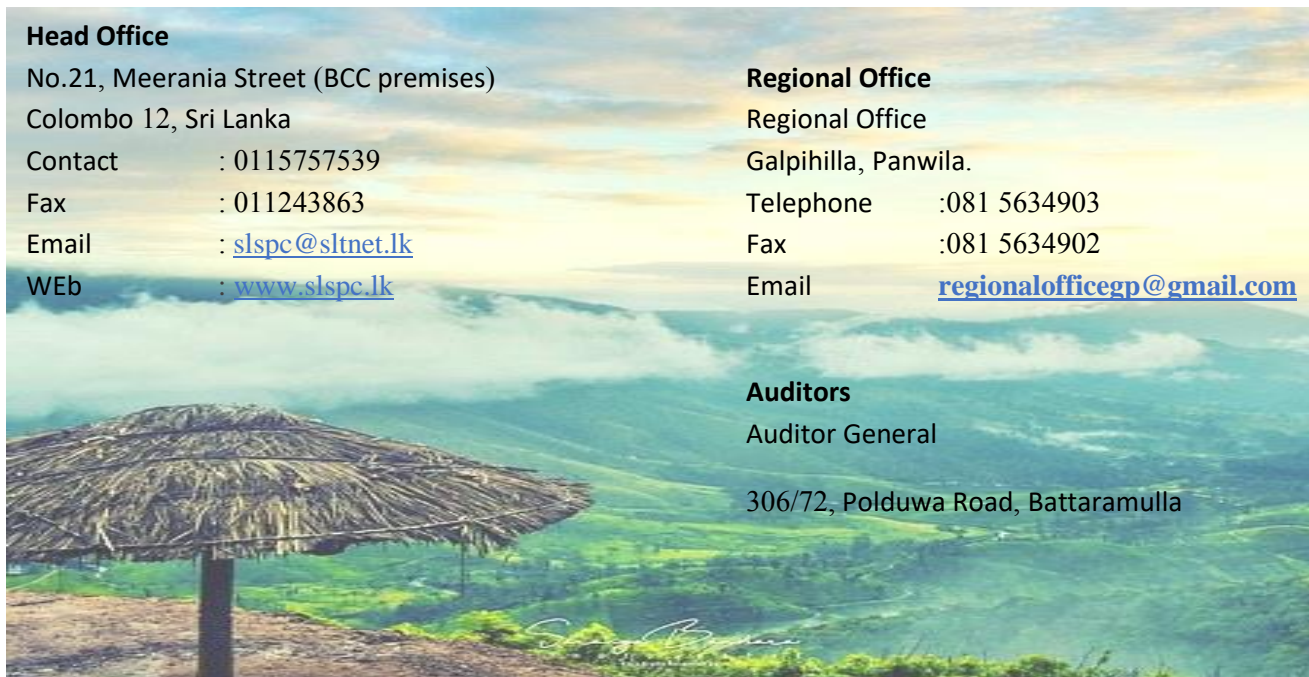 Head Office
No.21, Meerania Street (BCC premises)
Colombo 12, Sri Lanka
Contact : 0115757539
Fax : 011243863
Email : slspc@sltnet.lk
WEb : www.slspc.lk
Regional Office
Regional Office
Galpihilla, Panwila.
Telephone :081 5634903
Fax :081 5634902
Email regionalofficegp@gmail.com
Auditors
Auditor General
306/72, Polduwa Road, Battaramulla